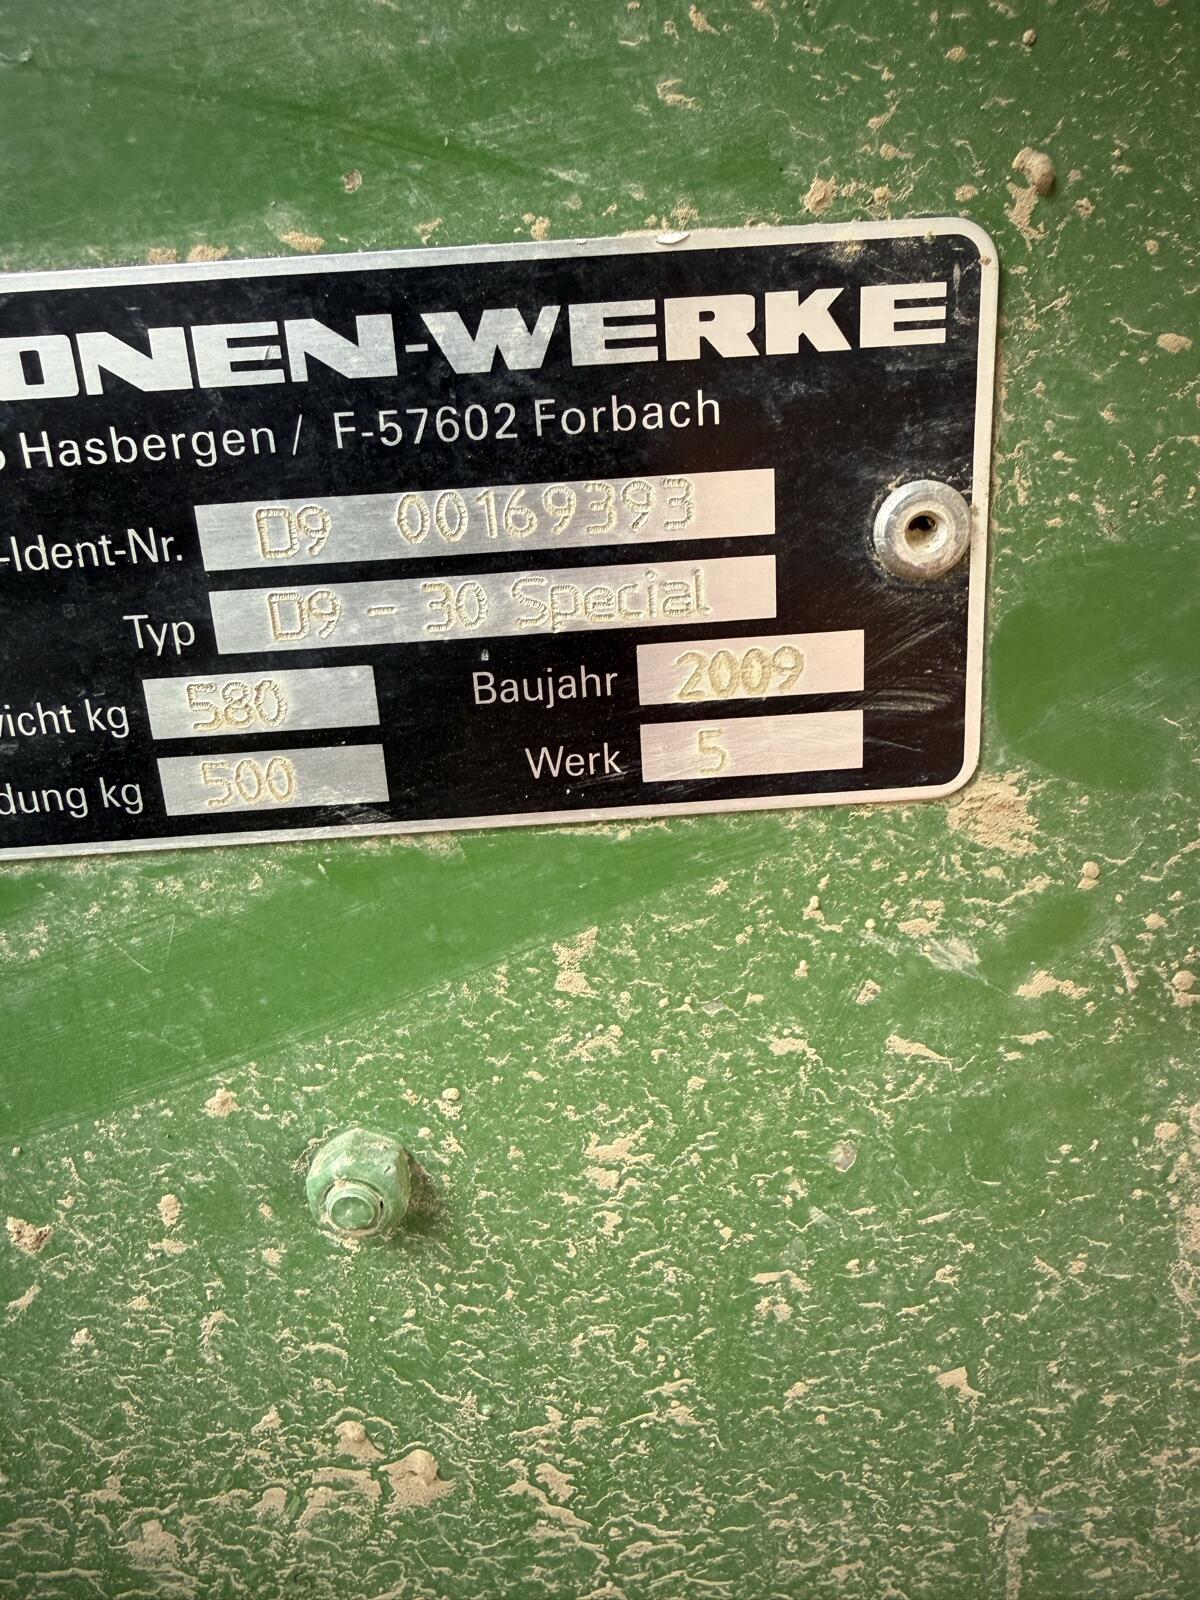 ONEN-WERKE
Hasbergen / F-57602 Forbach
-Ident-Nr. D9 00169393
Typ D9 - 30 Special
icht kg 580 Baujahr 2009
dung kg 500 Werk 5